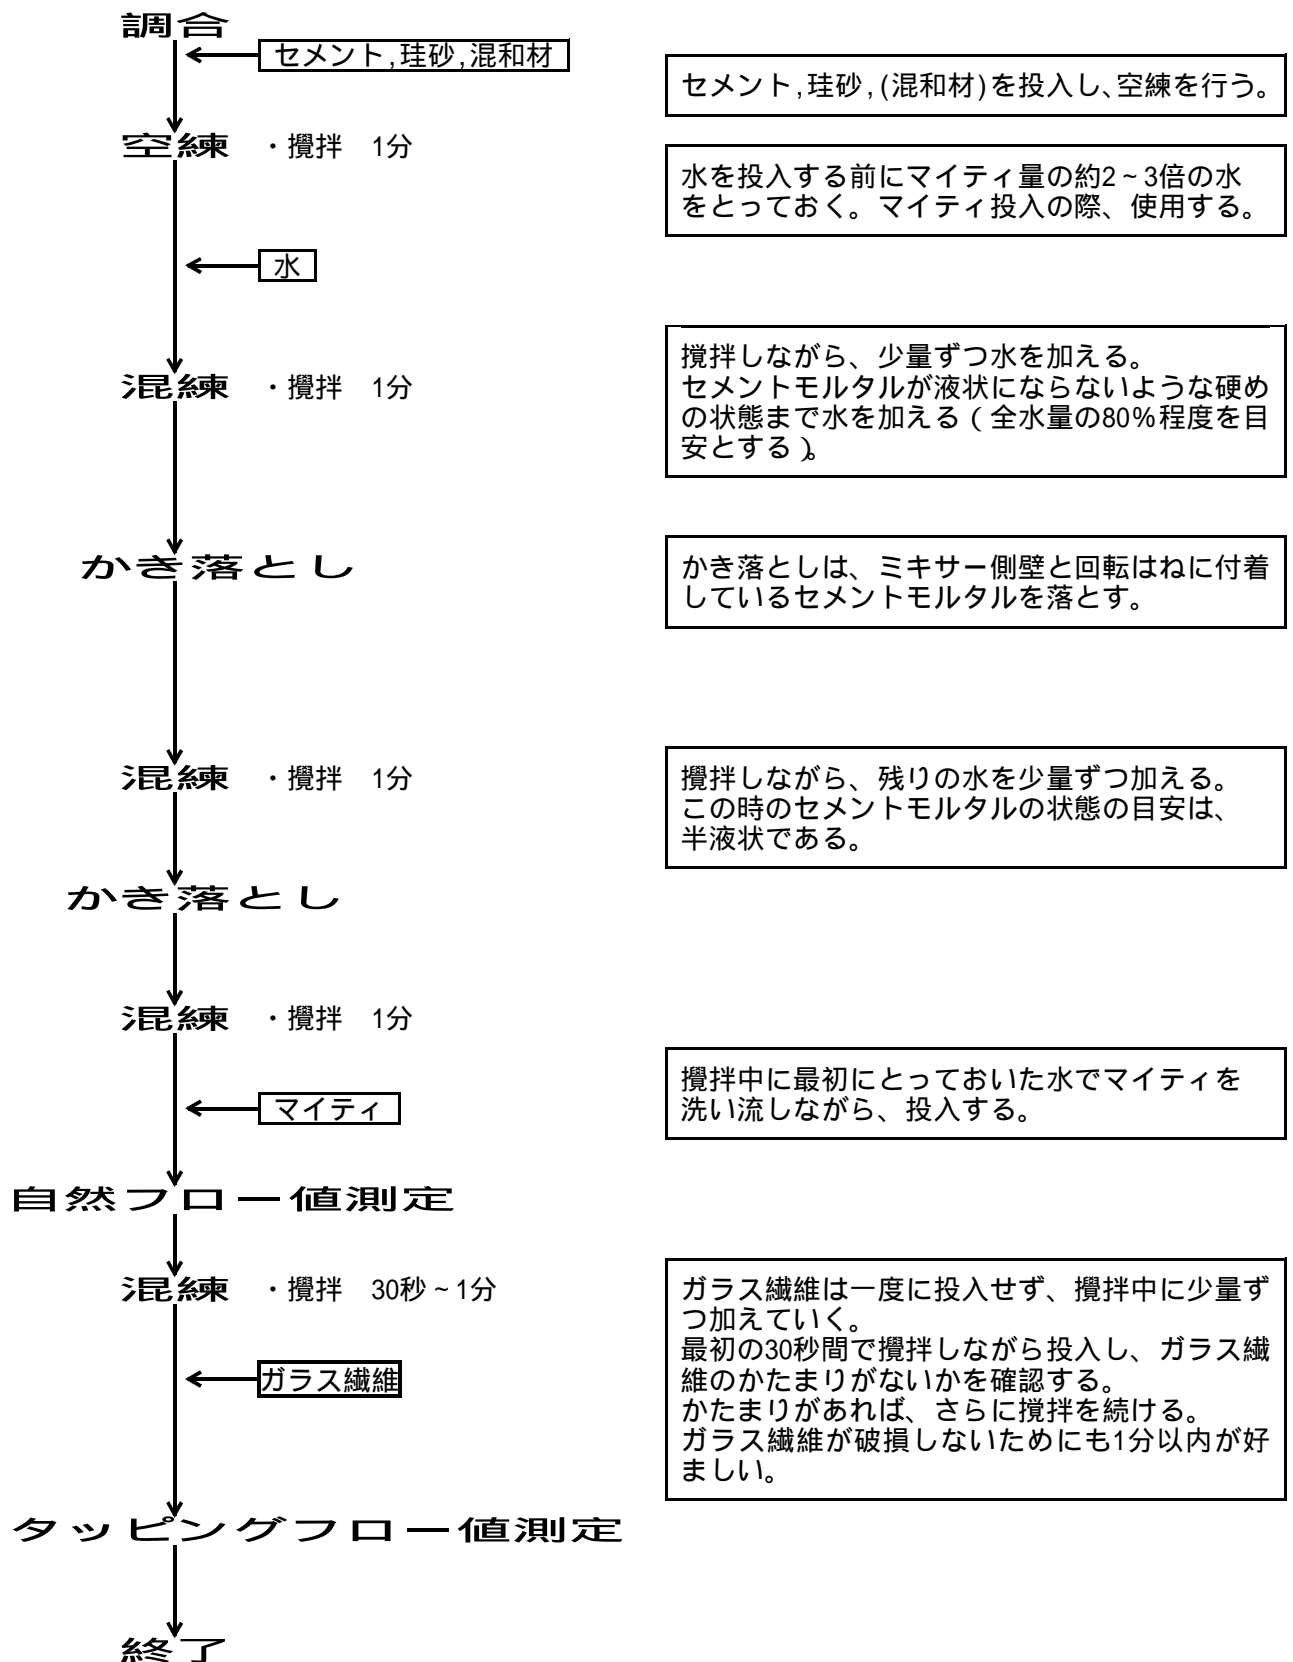 調合
セメント,珪砂,混和材
セメント,珪砂,(混和材)を投入し、空練を行う。
空練 ・攪拌 1分
水を投入する前にマイティ量の約2~3倍の水
をとっておく。マイティ投入の際、使用する。
水
混練 ・攪拌 1分
撹拌しながら、少量ずつ水を加える。
セメントモルタルが液状にならないような硬め
の状態まで水を加える(全水量の80%程度を目
安とする)。
かき落とし
かき落としは、ミキサー側壁と回転はねに付着
しているセメントモルタルを落とす。
混練 ・攪拌 1分
攪拌しながら、残りの水を少量ずつ加える。
この時のセメントモルタルの状態の目安は、
半液状である。
かき落とし
混練 ・攪拌 1分
マイティ
攪拌中に最初にとっておいた水でマイティを
洗い流しながら、投入する。
自然フロー値測定
混練 ・攪拌 30秒~1分
ガラス繊維
ガラス繊維は一度に投入せず、攪拌中に少量ず
つ加えていく。
最初の30秒間で攪拌しながら投入し、ガラス繊
維のかたまりがないかを確認する。
かたまりがあれば、さらに撹拌を続ける。
ガラス繊維が破損しないためにも1分以内が好
ましい。
タッピングフロー値測定
終了